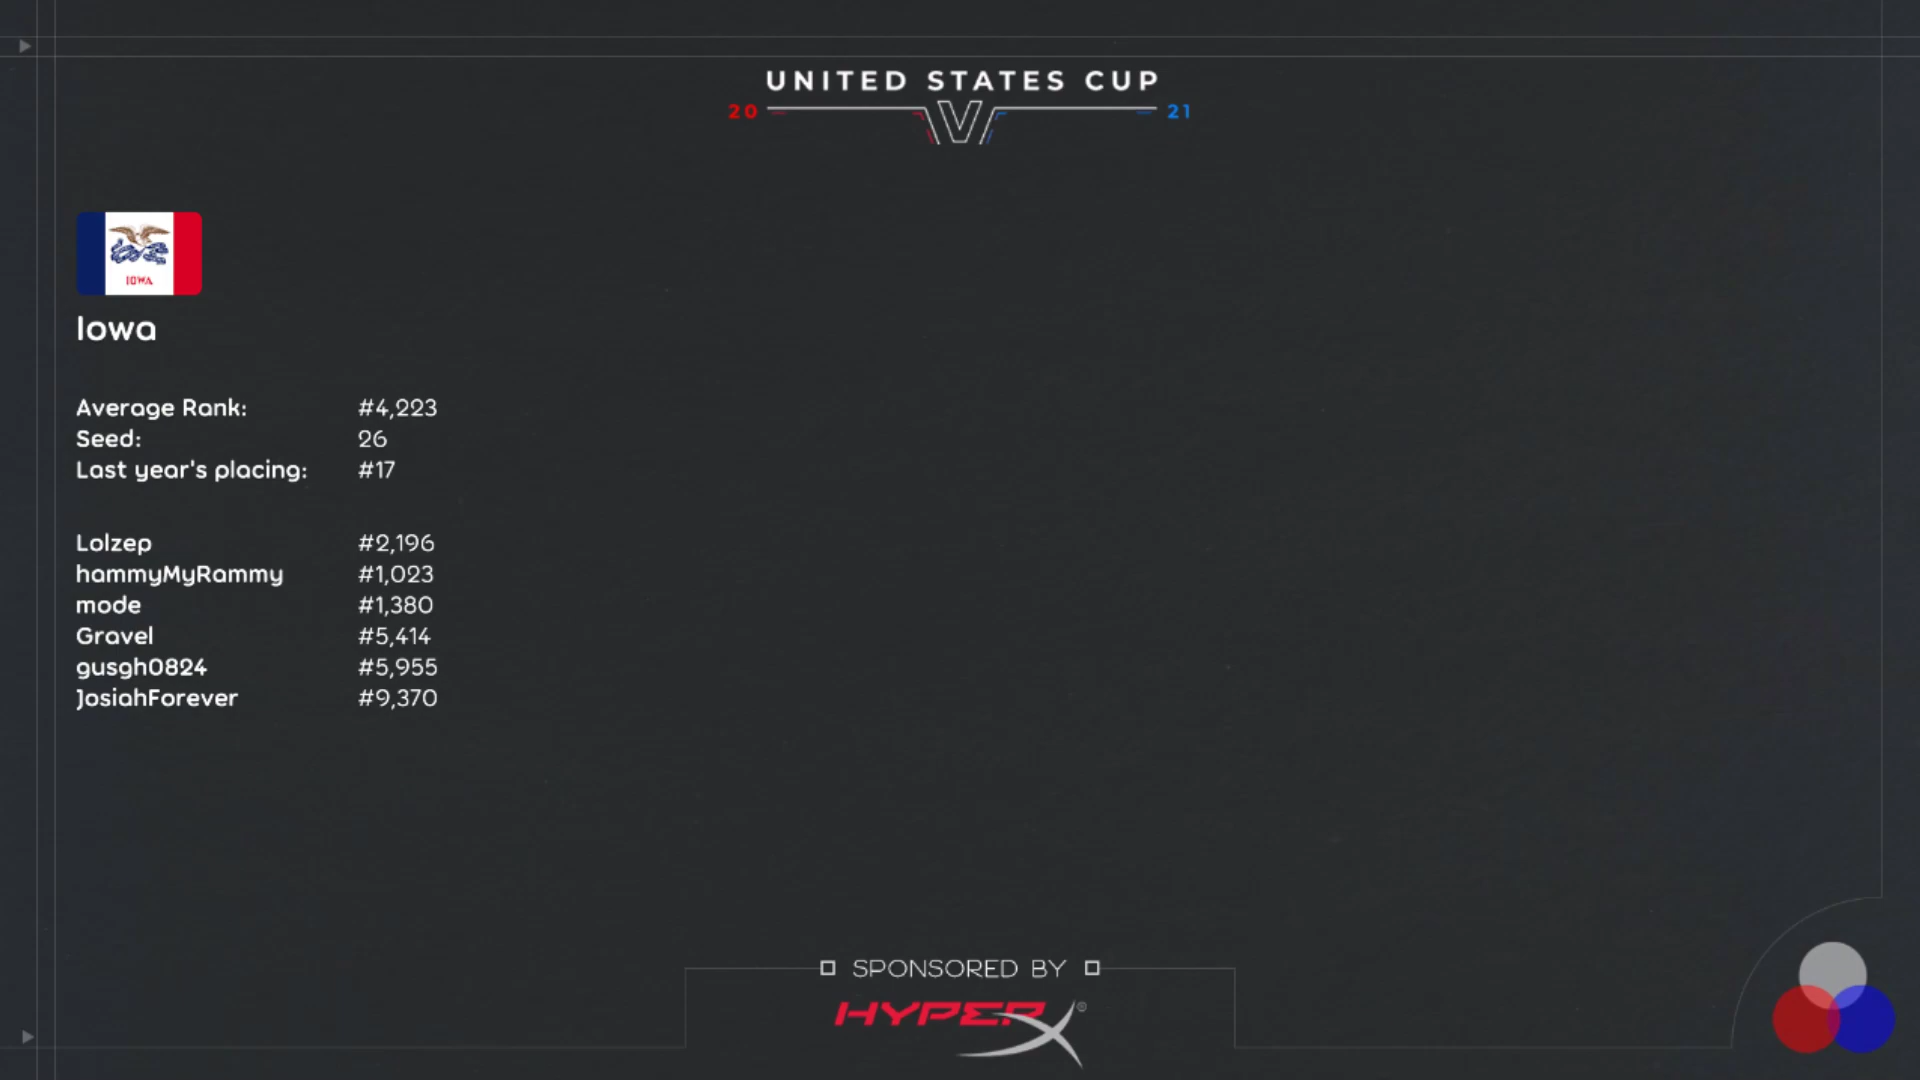 UNITED STATES CUP
20 V 21
IOWA
Iowa
Average Rank: #4,223
Seed: 26
Last year's placing: #17
Lolzep #2,196
hammyMyRammy #1,023
mode #1,380
Gravel #5,414
gusgh0824 #5,955
JosiahForever #9,370
SPONSORED BY
HYPERX®